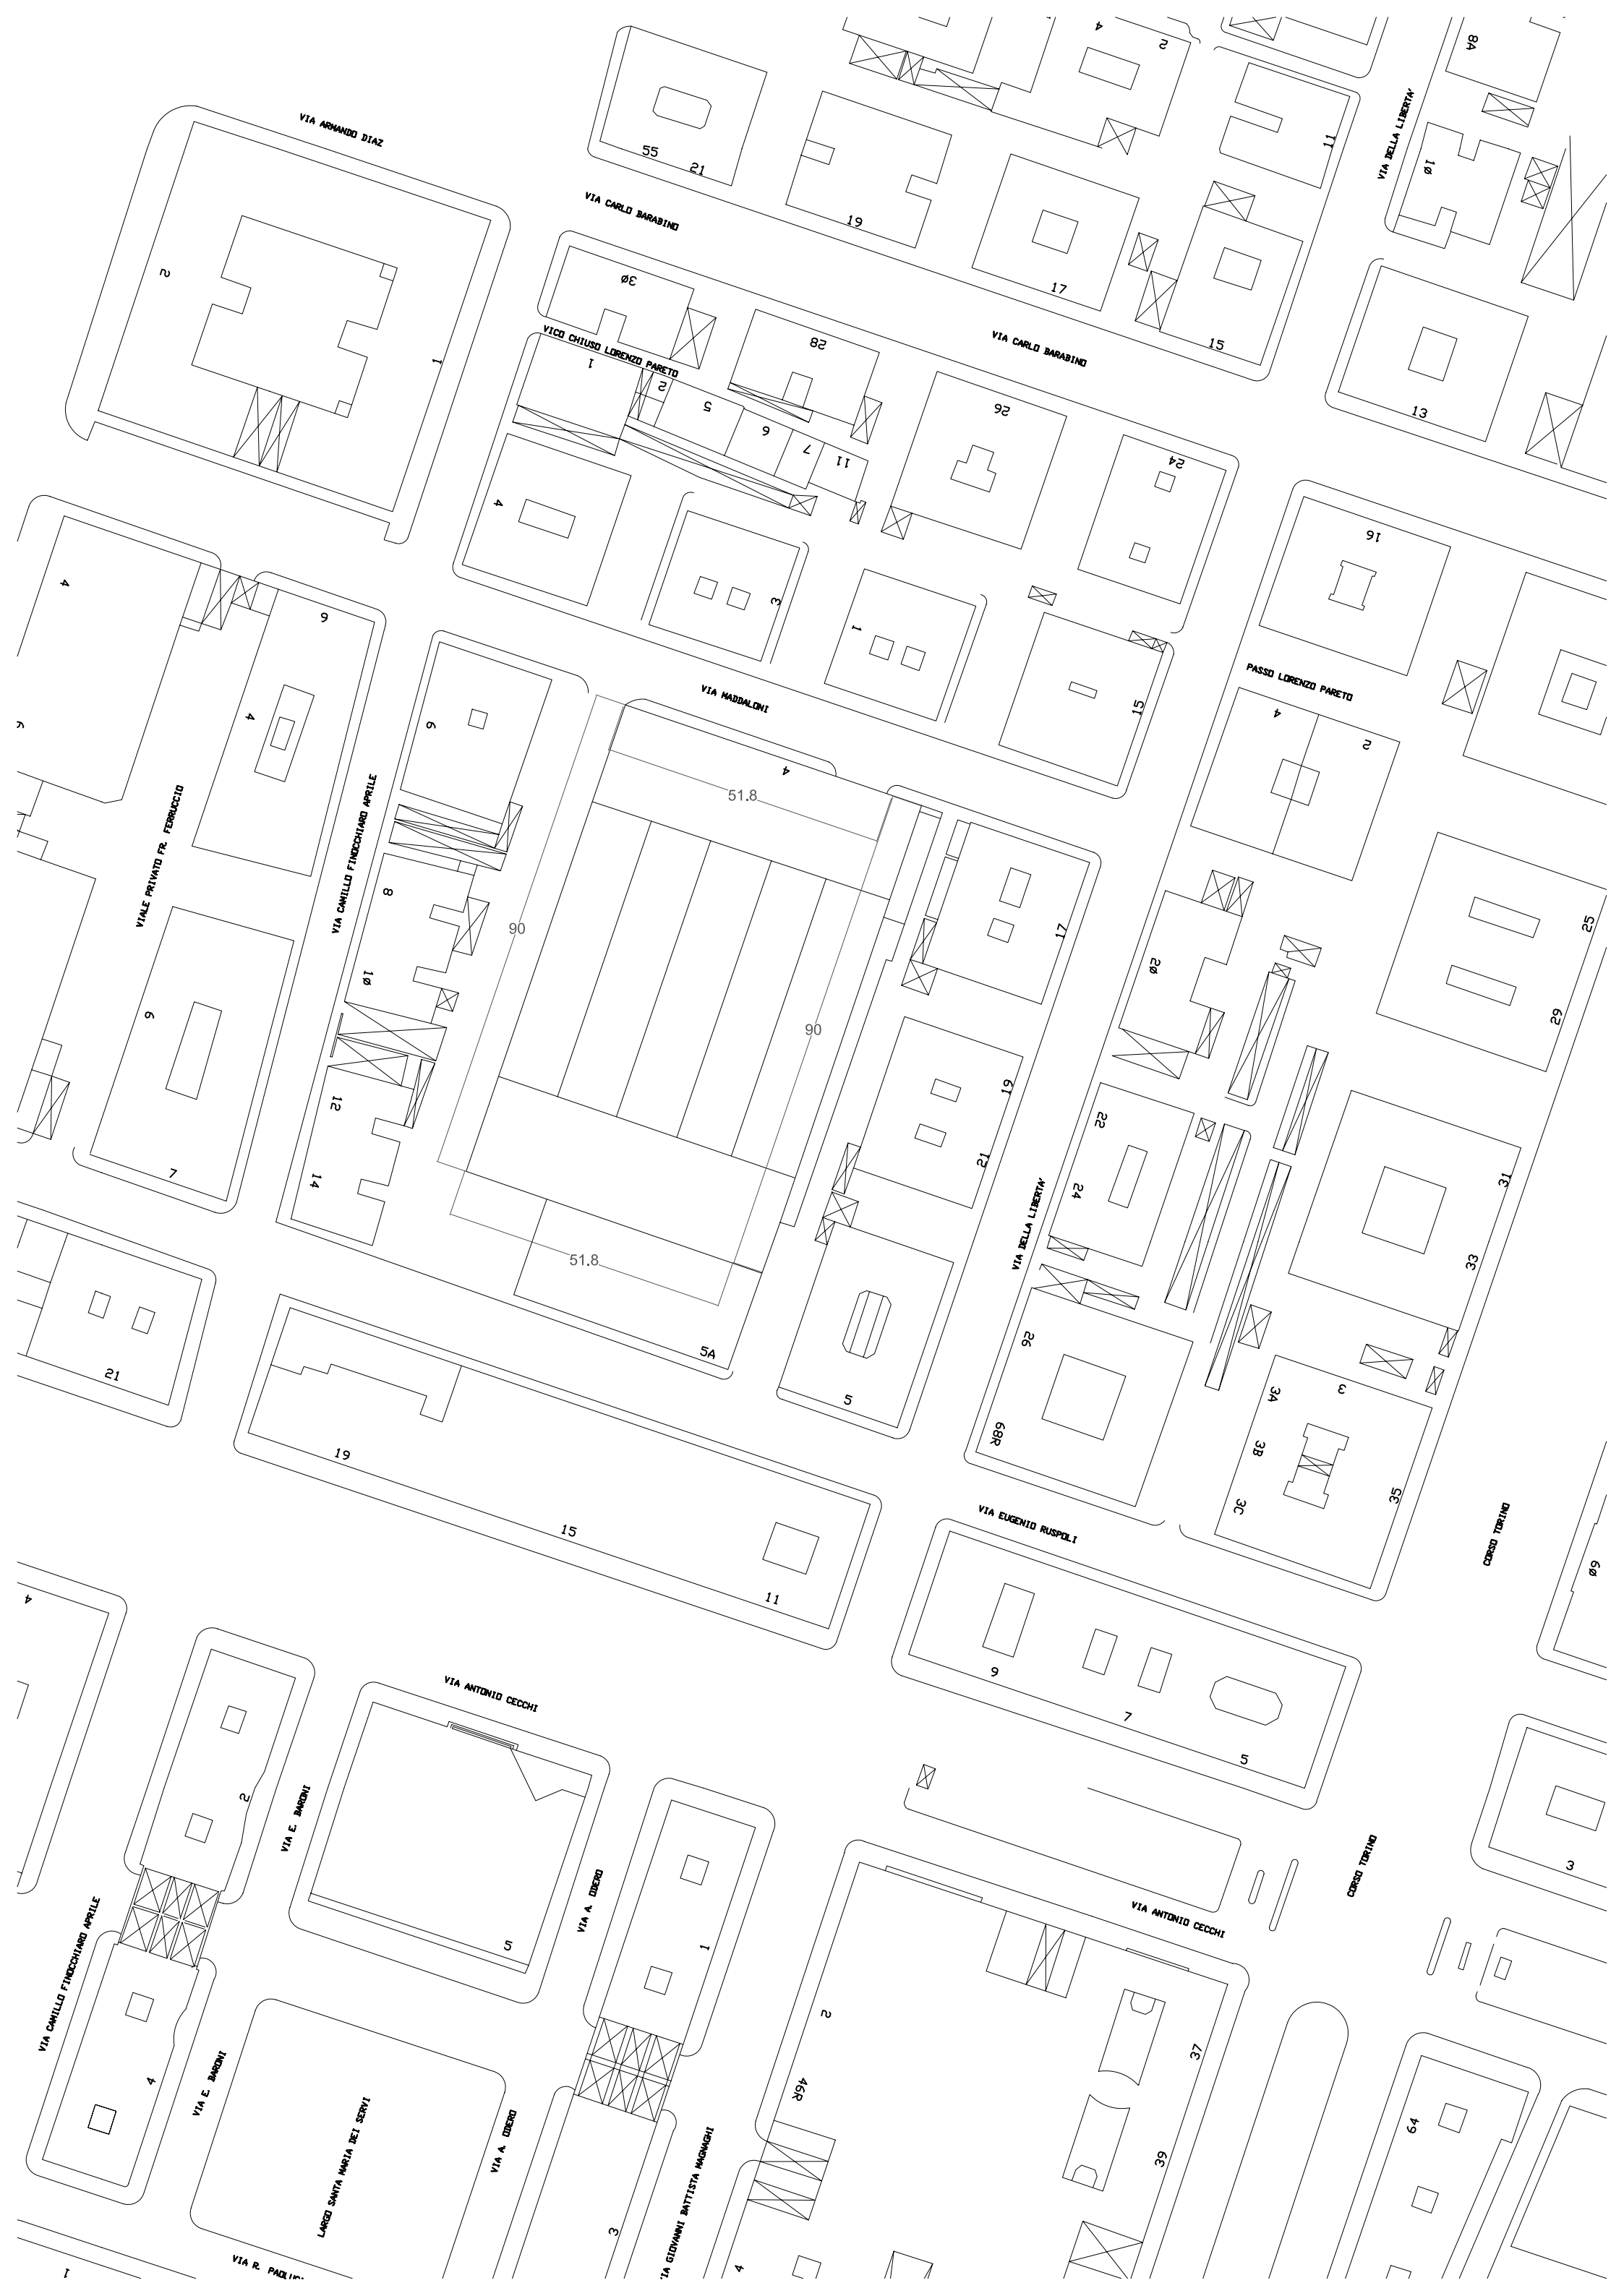 4
2
8A
VIA DELLA LIBERTA'
VIA ARMANDO DIAZ
55
21
11
10
VIA CARLO BARABINO
19
2
30
17
VICO CHIUSO LORENZO PARETO
28
VIA CARLO BARABINO
15
1
1
2
5
6
7
11
26
13
24
4
16
4
6
3
1
9
VIA MADDALONI
PASSO LORENZO PARETO
4
2
15
4
VIALE PRIVATO FR. FERRUCCIO
VIA CAMILLO FINOCCHIARO APRILE
4
51.8
8
90
17
25
10
20
6
90
29
12
19
22
7
14
21
24
31
VIA DELLA LIBERTA'
51.8
33
5A
26
21
5
3A
3
68R
3B
19
3C
35
15
VIA EUGENIO RUSPOLI
CORSO TORINO
60
11
4
9
VIA ANTONIO CECCHI
7
5
2
VIA E. BARONI
CORSO TORINO
3
VIA A. ODERO
VIA ANTONIO CECCHI
VIA CAMILLO FINOCCHIARO APRILE
5
1
2
37
4
VIA E. BARONI
46R
LARGO SANTA MARIA DEI SERVI
VIA A. ODERO
64
39
VIA GIOVANNI BATTISTA MAGNAGHI
3
VIA R. PAOLUC
4
1